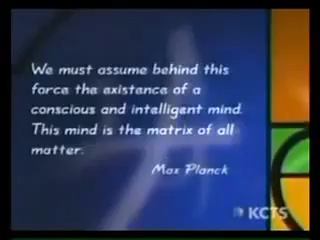 We must assume behind this
force the existence of a
conscious and intelligent mind.
This mind is the matrix of all
matter.
Max Planck
KCTS